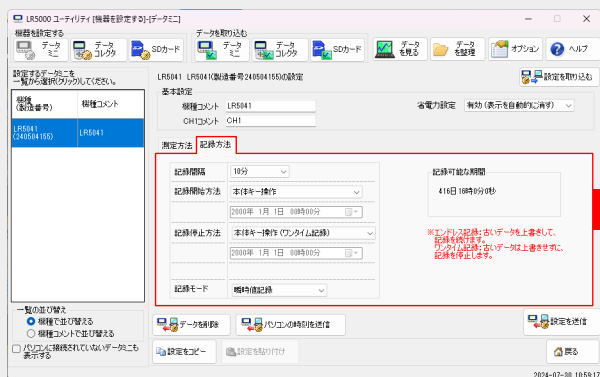 LR5000 ユーティリティ [機器を設定する]-[データミニ]
機器を設定する
データを取り込む
データミニ
データコレクタ
SDカード
データミニ
データコレクタ
SDカード
データを見る
データを整理
オプション
ヘルプ
設定するデータミニを
一覧から選択(クリック)してください。
LR5041 LR5041(製造番号240504155)の設定
設定を取り込む
機種
(製造番号)
機種コメント
LR5041
(240504155)
LR5041
基本設定
機種コメント LR5041
省電力設定 有効(表示を自動的に消す)
CH1コメント CH1
測定方法 記録方法
記録間隔 10分
記録開始方法 本体キー操作
2000年 1月 1日 00時00分
記録停止方法 本体キー操作(ワンタイム記録)
2000年 1月 1日 00時00分
記録モード 瞬時値記録
記録可能な期間
416日16時0分0秒
※エンドレス記録:古いデータを上書きして、
記録を続けます。
ワンタイム記録:古いデータは上書きせずに、
記録を停止します。
一覧の並び替え
機種で並び替える
機種コメントで並び替える
パソコンに接続されていないデータミニも
表示する
データを削除
パソコンの時刻を送信
設定を送信
設定をコピー
設定を貼り付け
戻る
2024-07-30 10:59:17